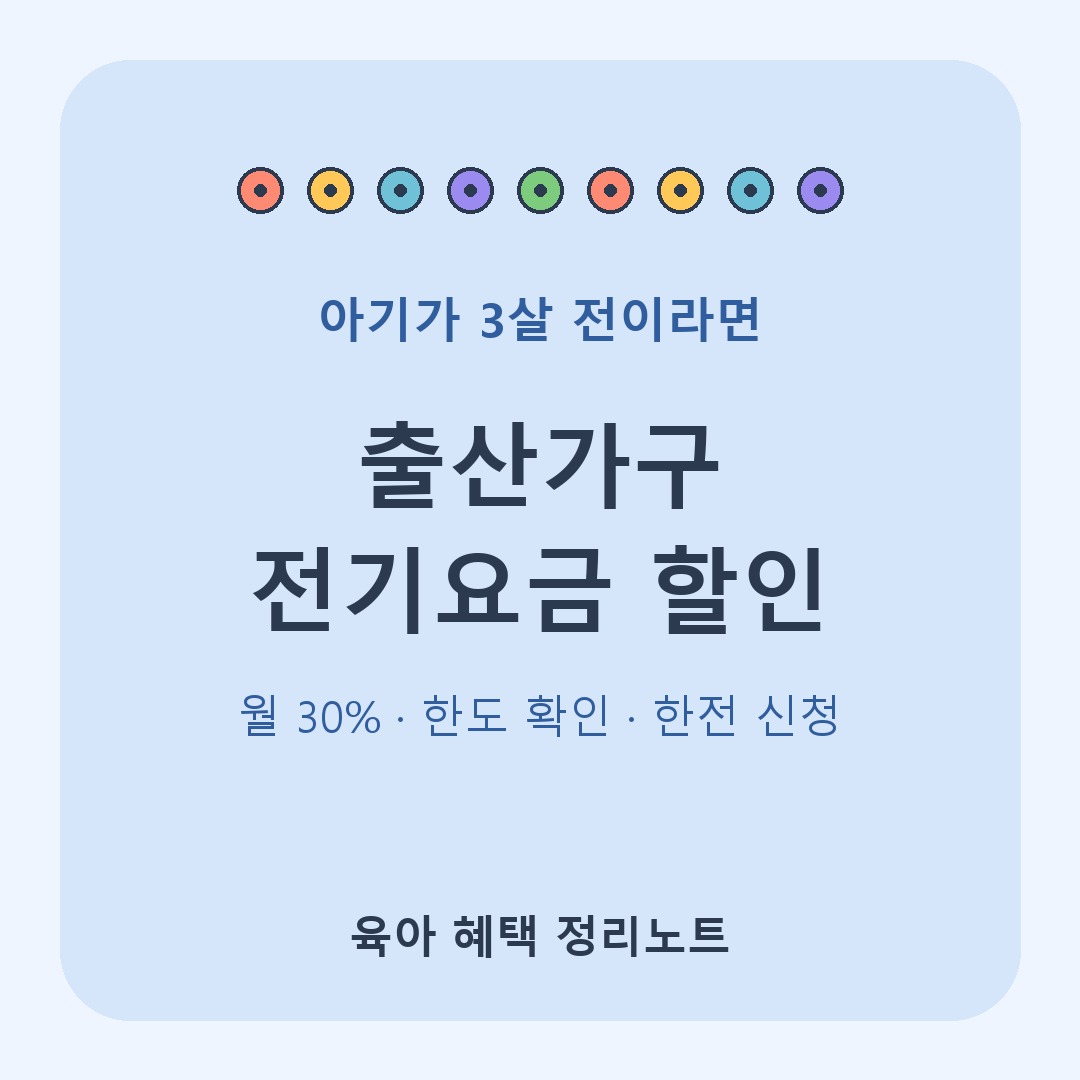 아기가 3살 전이라면
출산가구
전기요금 할인
월 30% · 한도 확인 · 한전 신청
육아 혜택 정리노트